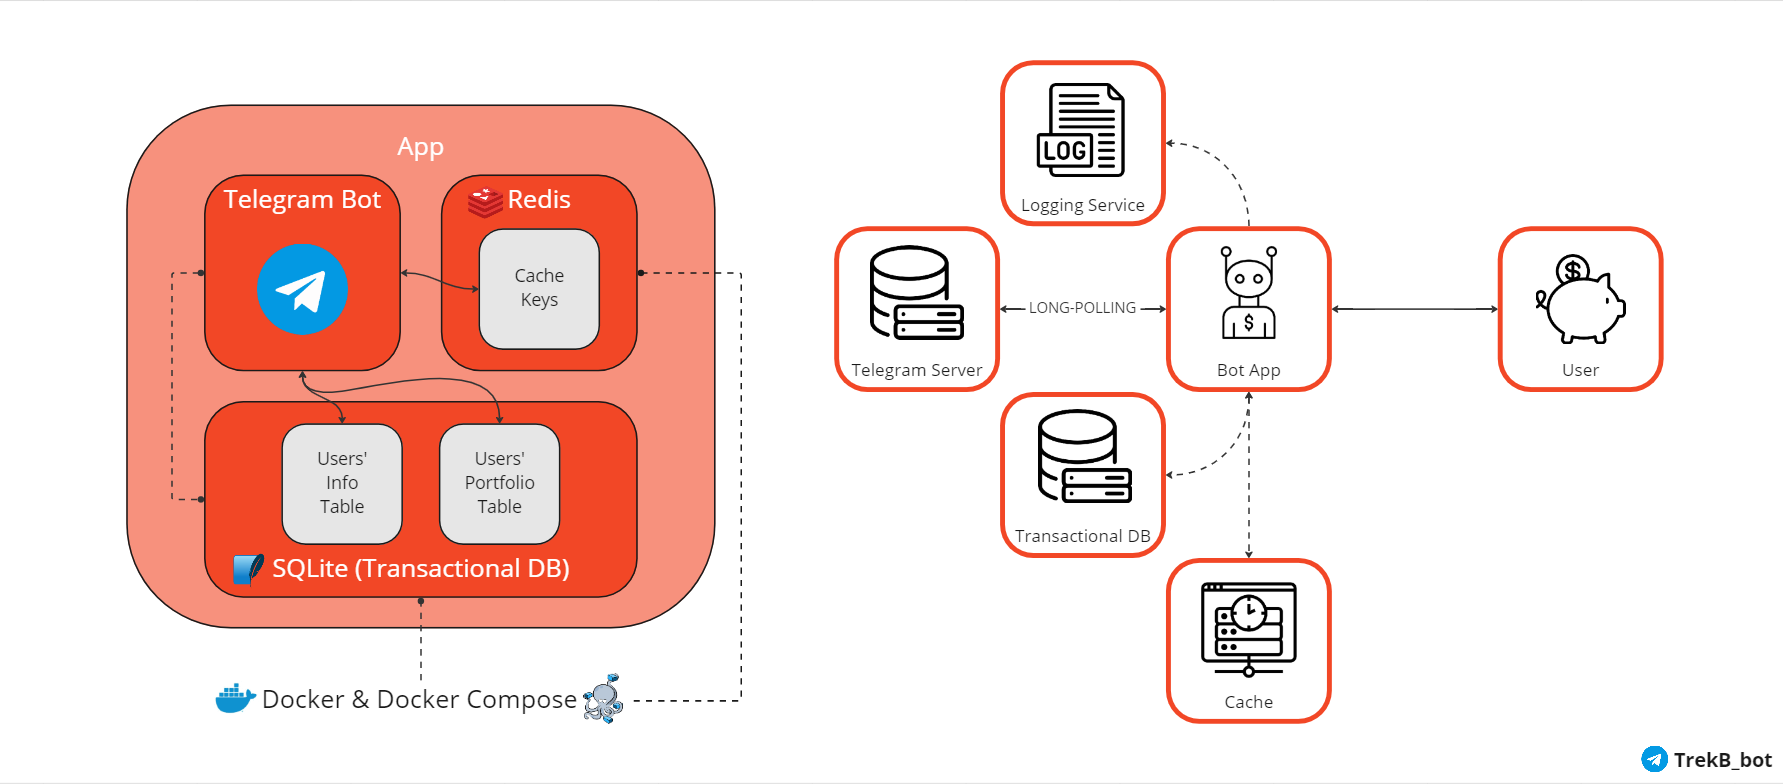 App
Telegram Bot
Redis
Cache
Keys
Users'
Info
Table
Users'
Portfolio
Table
SQLite (Transactional DB)
Docker & Docker Compose
LOG
Logging Service
Telegram Server
LONG-POLLING
$
Bot App
$
User
Transactional DB
Cache
TrekB_bot